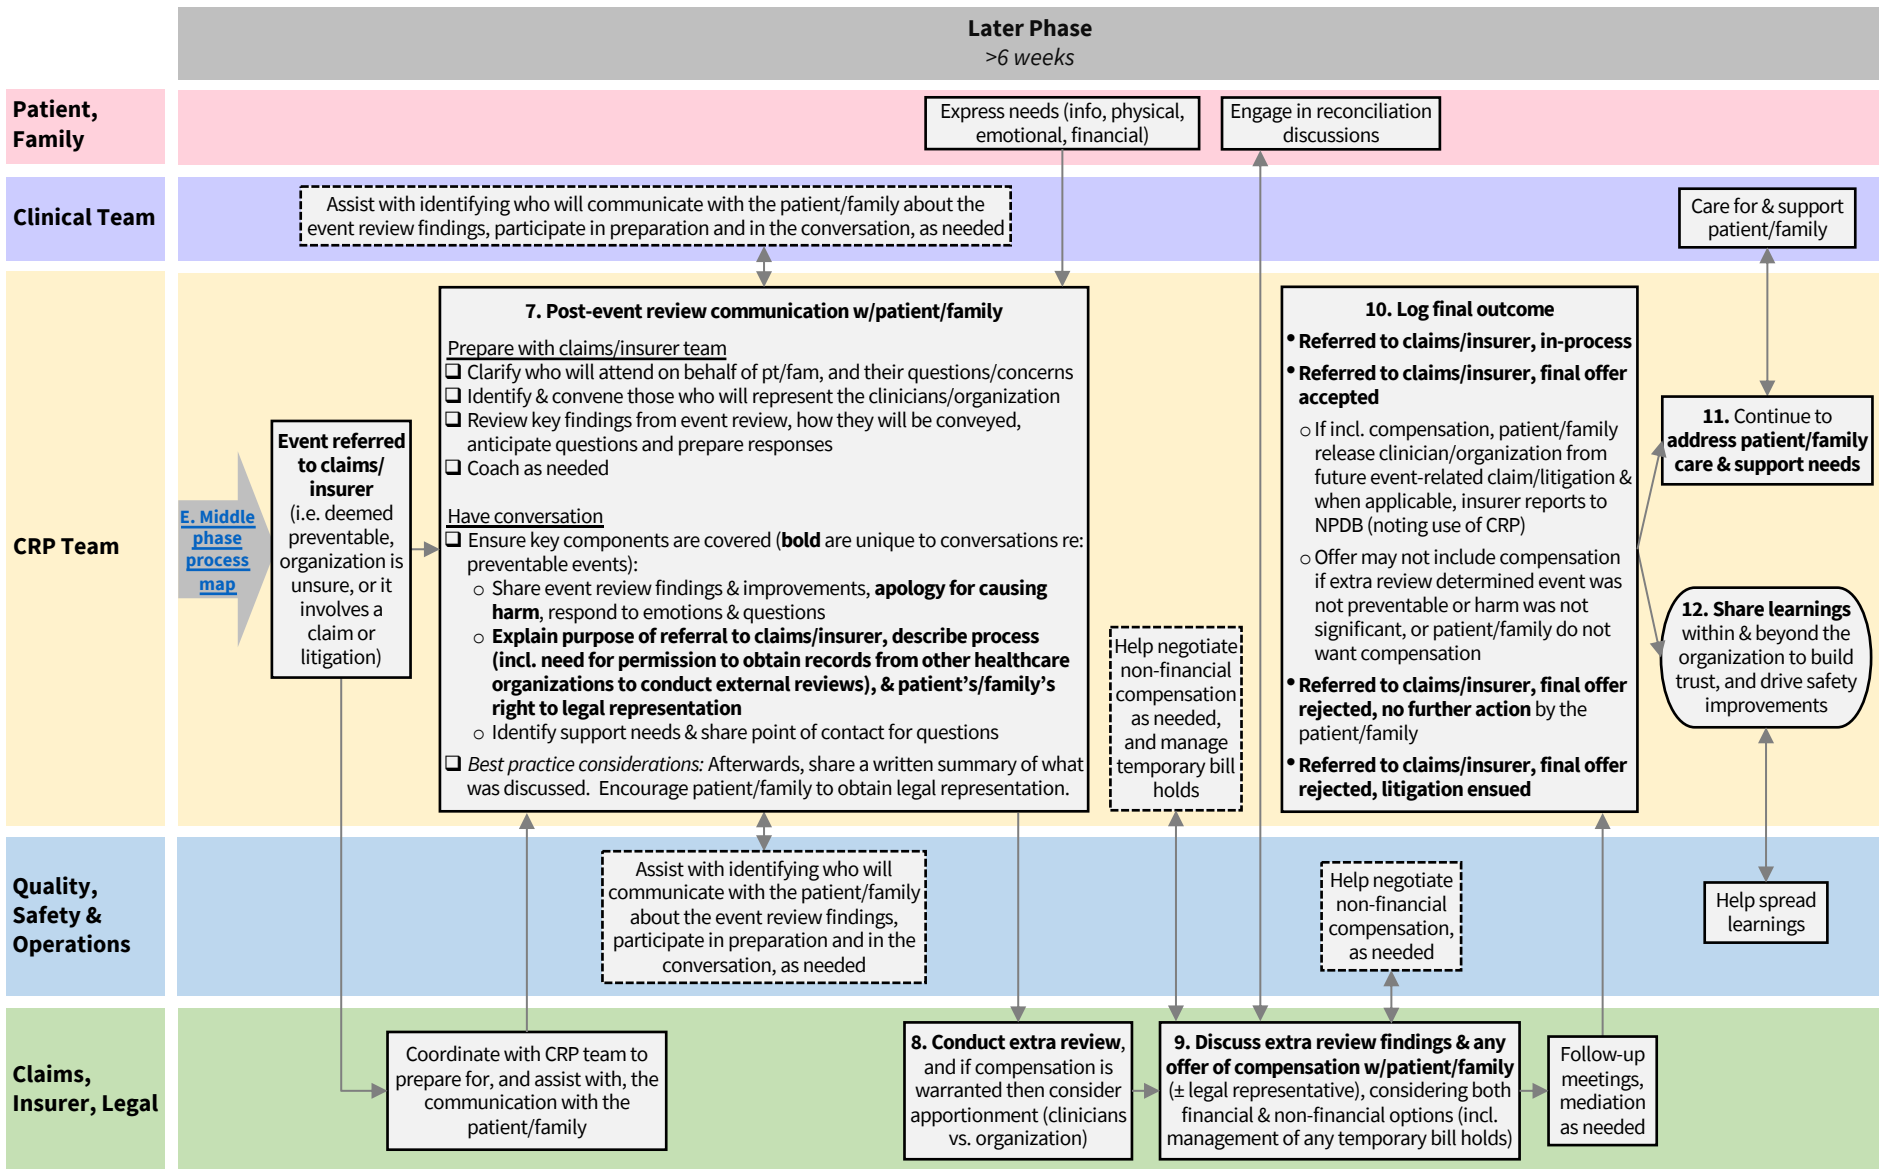 Later Phase
>6 weeks
Patient,
Family
Express needs (info, physical,
emotional, financial)
Engage in reconciliation
discussions
Clinical Team
Assist with identifying who will communicate with the patient/family about the
event review findings, participate in preparation and in the conversation, as needed
Care for & support
patient/family
CRP Team
E. Middle
phase
process
map
Event referred
to claims/
insurer
(i.e. deemed
preventable,
organization is
unsure, or it
involves a
claim or
litigation)
7. Post-event review communication w/patient/family
Prepare with claims/insurer team
❑ Clarify who will attend on behalf of pt/fam, and their questions/concerns
❑ Identify & convene those who will represent the clinicians/organization
❑ Review key findings from event review, how they will be conveyed,
anticipate questions and prepare responses
❑ Coach as needed
Have conversation
❑ Ensure key components are covered (bold are unique to conversations re:
preventable events):
o Share event review findings & improvements, apology for causing
harm, respond to emotions & questions
o Explain purpose of referral to claims/insurer, describe process
(incl. need for permission to obtain records from other healthcare
organizations to conduct external reviews), & patient’s/family’s
right to legal representation
o Identify support needs & share point of contact for questions
❑ Best practice considerations: Afterwards, share a written summary of what
was discussed. Encourage patient/family to obtain legal representation.
Help negotiate
non-financial
compensation
as needed,
and manage
temporary bill
holds
10. Log final outcome
• Referred to claims/insurer, in-process
• Referred to claims/insurer, final offer
accepted
o If incl. compensation, patient/family
release clinician/organization from
future event-related claim/litigation &
when applicable, insurer reports to
NPDB (noting use of CRP)
o Offer may not include compensation
if extra review determined event was
not preventable or harm was not
significant, or patient/family do not
want compensation
• Referred to claims/insurer, final offer
rejected, no further action by the
patient/family
• Referred to claims/insurer, final offer
rejected, litigation ensued
11. Continue to
address patient/family
care & support needs
12. Share learnings
within & beyond the
organization to build
trust, and drive safety
improvements
Quality,
Safety &
Operations
Assist with identifying who will
communicate with the patient/family
about the event review findings,
participate in preparation and in the
conversation, as needed
Help negotiate
non-financial
compensation,
as needed
Help spread
learnings
Claims,
Insurer, Legal
Coordinate with CRP team to
prepare for, and assist with, the
communication with the
patient/family
8. Conduct extra review,
and if compensation is
warranted then consider
apportionment (clinicians
vs. organization)
9. Discuss extra review findings & any
offer of compensation w/patient/family
(± legal representative), considering both
financial & non-financial options (incl.
management of any temporary bill holds)
Follow-up
meetings,
mediation
as needed